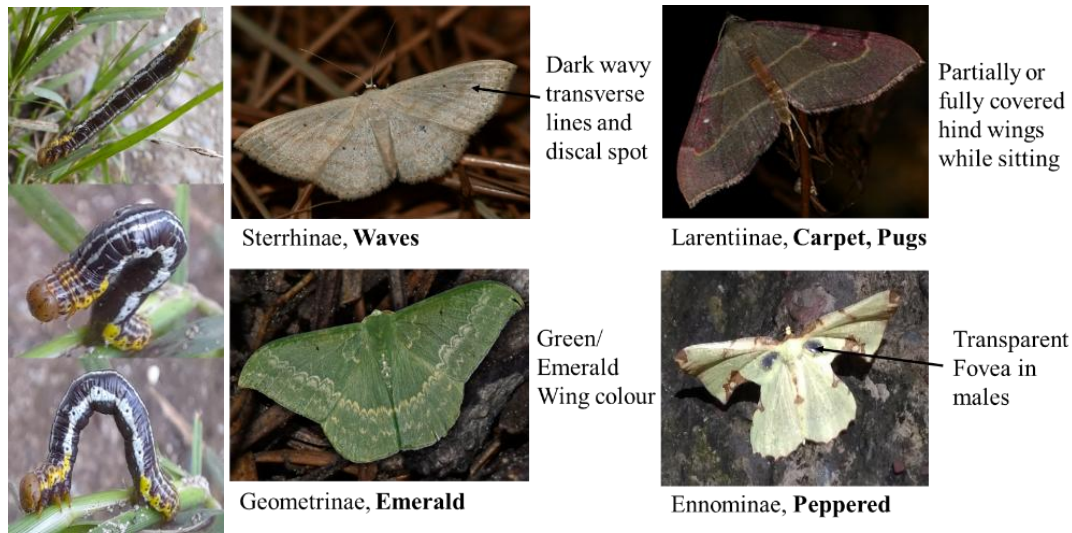 Dark wavy
transverse
lines and
discal spot
Sterrhinae, Waves
Partially or
fully covered
hind wings
while sitting
Larentiinae, Carpet, Pugs
Green/
Emerald
Wing colour
Geometrinae, Emerald
Transparent
Fovea in
males
Ennominae, Peppered